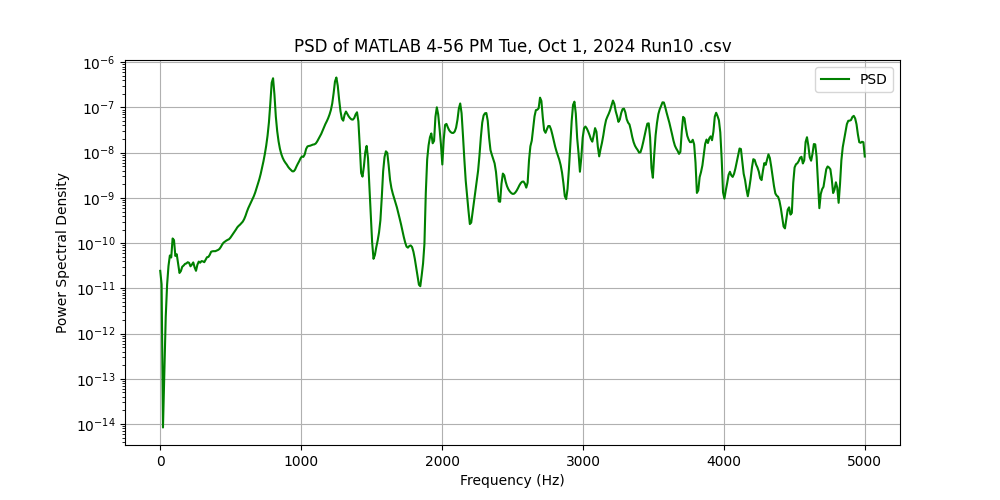 PSD of MATLAB 4-56 PM Tue, Oct 1, 2024 Run10 .csv
PSD
Power Spectral Density
10⁻⁶
10⁻⁷
10⁻⁸
10⁻⁹
10⁻¹⁰
10⁻¹¹
10⁻¹²
10⁻¹³
10⁻¹⁴
0 1000 2000 3000 4000 5000
Frequency (Hz)